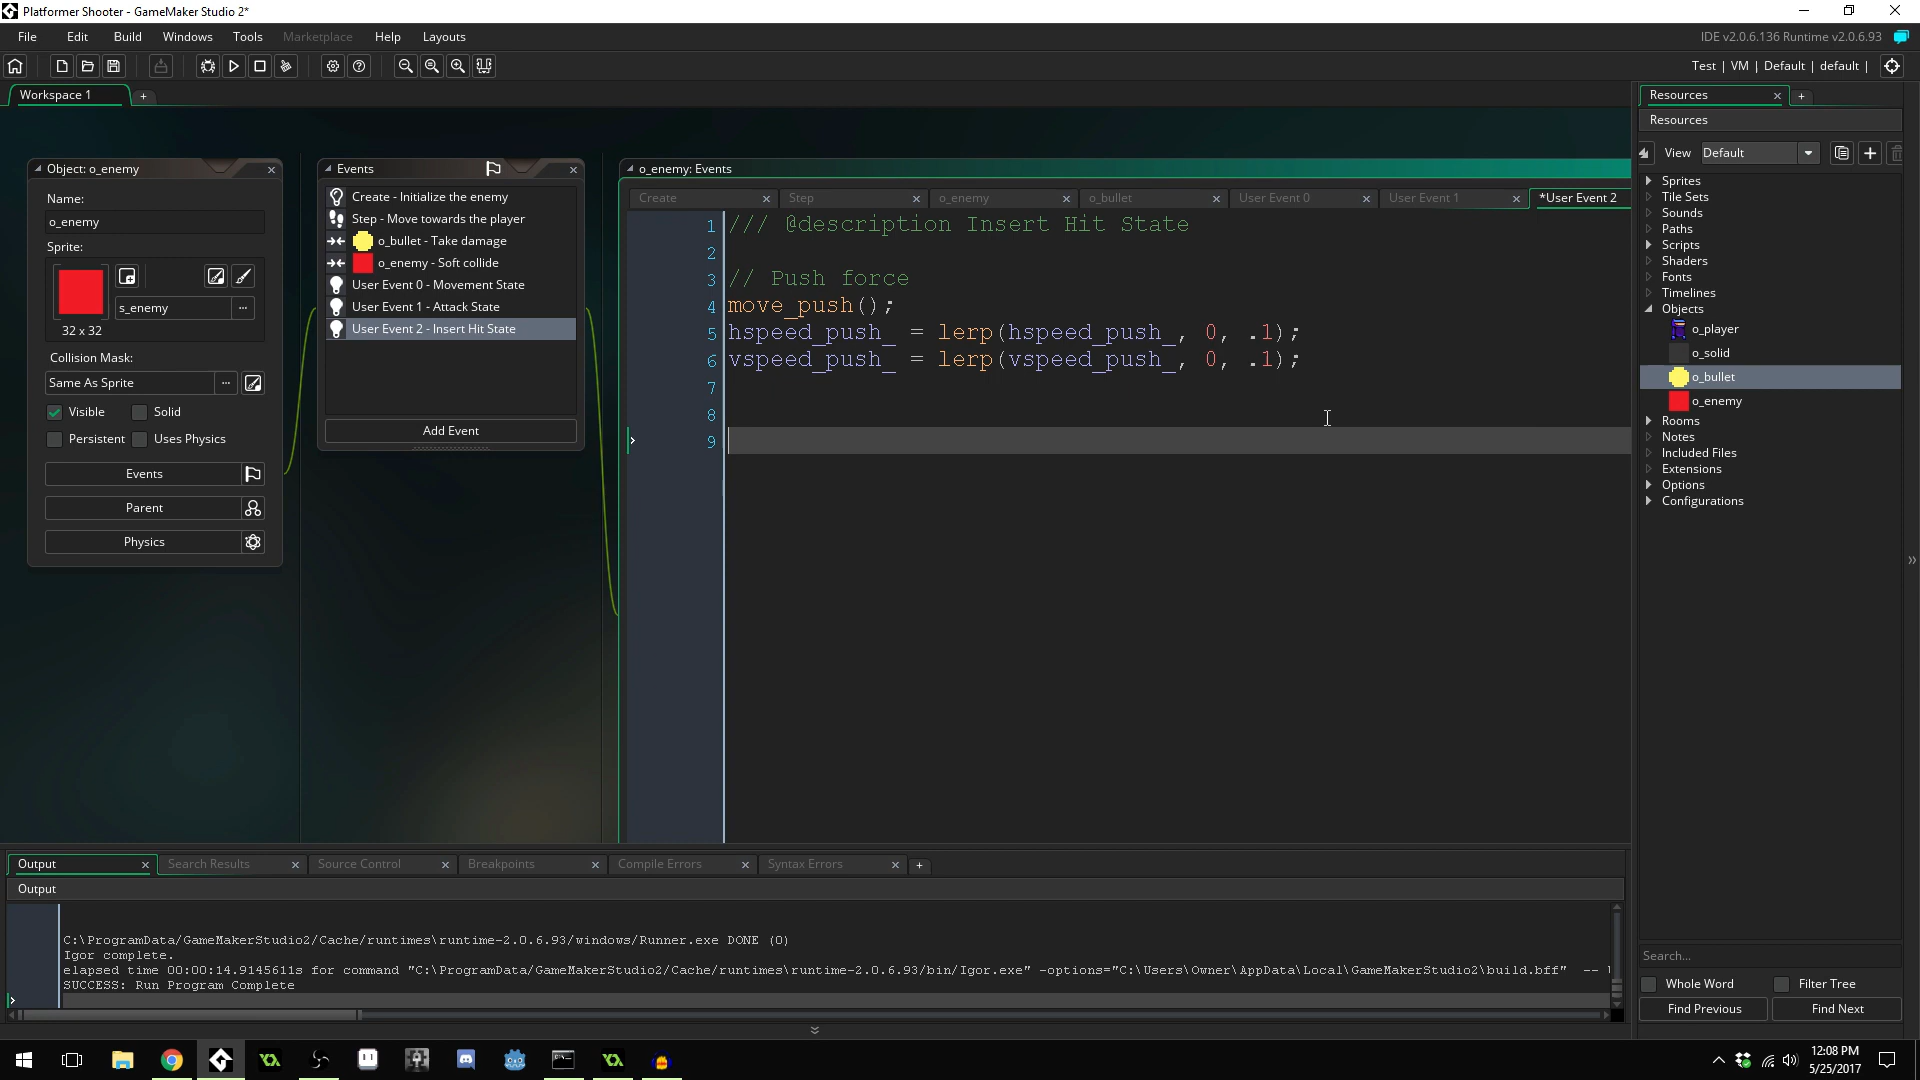 Platformer Shooter - GameMaker Studio 2*
File Edit Build Windows Tools Marketplace Help Layouts
IDE v2.0.6.136 Runtime v2.0.6.93
Test | VM | Default | default |
Workspace 1
+
Object: o_enemy
Name:
o_enemy
Sprite:
s_enemy
32 x 32
Collision Mask:
Same As Sprite
Visible Solid
Persistent Uses Physics
Events
Parent
Physics
Events
Create - Initialize the enemy
Step - Move towards the player
o_bullet - Take damage
o_enemy - Soft collide
User Event 0 - Movement State
User Event 1 - Attack State
User Event 2 - Insert Hit State
Add Event
o_enemy: Events
Create Step o_enemy o_bullet User Event 0 User Event 1 *User Event 2
1 /// @description Insert Hit State
2
3 // Push force
4 move_push();
5 hspeed_push_ = lerp(hspeed_push_, 0, .1);
6 vspeed_push_ = lerp(vspeed_push_, 0, .1);
7
8
9
Resources
+
Resources
View Default
Sprites
Tile Sets
Sounds
Paths
Scripts
Shaders
Fonts
Timelines
Objects
o_player
o_solid
o_bullet
o_enemy
Rooms
Notes
Included Files
Extensions
Options
Configurations
Search...
Whole Word Filter Tree
Find Previous Find Next
Output Search Results Source Control Breakpoints Compile Errors Syntax Errors +
Output
C:\ProgramData/GameMakerStudio2/Cache/runtimes\runtime-2.0.6.93/windows/Runner.exe DONE (0)
Igor complete.
elapsed time 00:00:14.9145611s for command "C:\ProgramData/GameMakerStudio2/Cache/runtimes\runtime-2.0.6.93/bin/Igor.exe" -options="C:\Users\Owner\AppData\Local\GameMakerStudio2\build.bff" --
SUCCESS: Run Program Complete
12:08 PM
5/25/2017